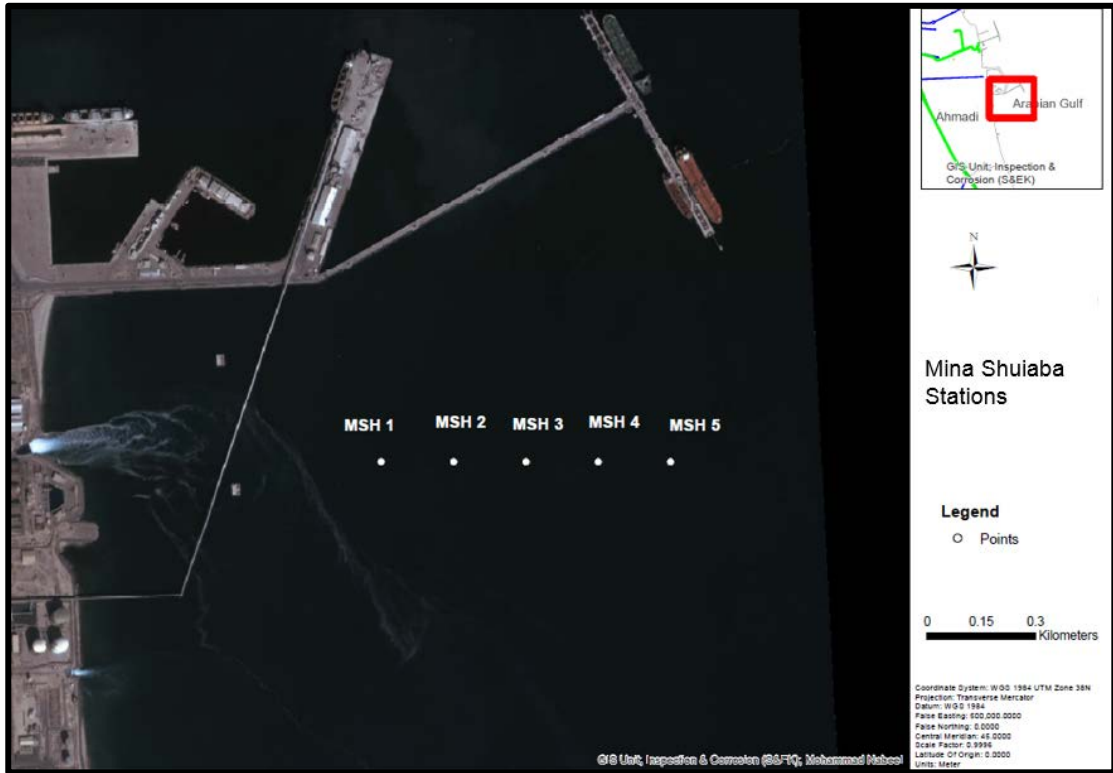 MSH 1
MSH 2
MSH 3
MSH 4
MSH 5
GIS Unit, Inspection & Corrosion (S&EK), Mohammad Nabeel
Arabian Gulf
Ahmadi
GIS Unit, Inspection &
Corrosion (S&EK)
N
Mina Shuiaba
Stations
Legend
Points
0 0.15 0.3
Kilometers
Coordinate System: WGS 1984 UTM Zone 38N
Projection: Transverse Mercator
Datum: WGS 1984
False Easting: 500,000.0000
False Northing: 0.0000
Central Meridian: 45.0000
Scale Factor: 0.9996
Latitude Of Origin: 0.0000
Units: Meter